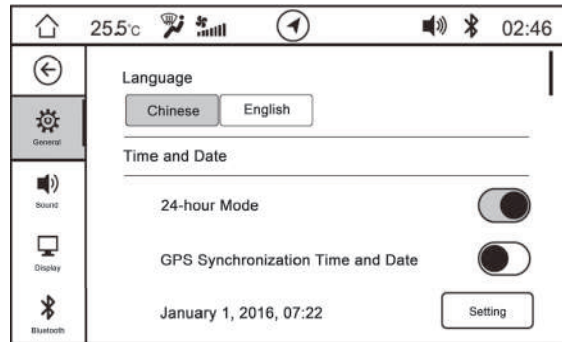 25.5°c
02:46
Language
Chinese
English
Time and Date
General
24-hour Mode
Sound
GPS Synchronization Time and Date
Display
January 1, 2016, 07:22
Setting
Bluetooth